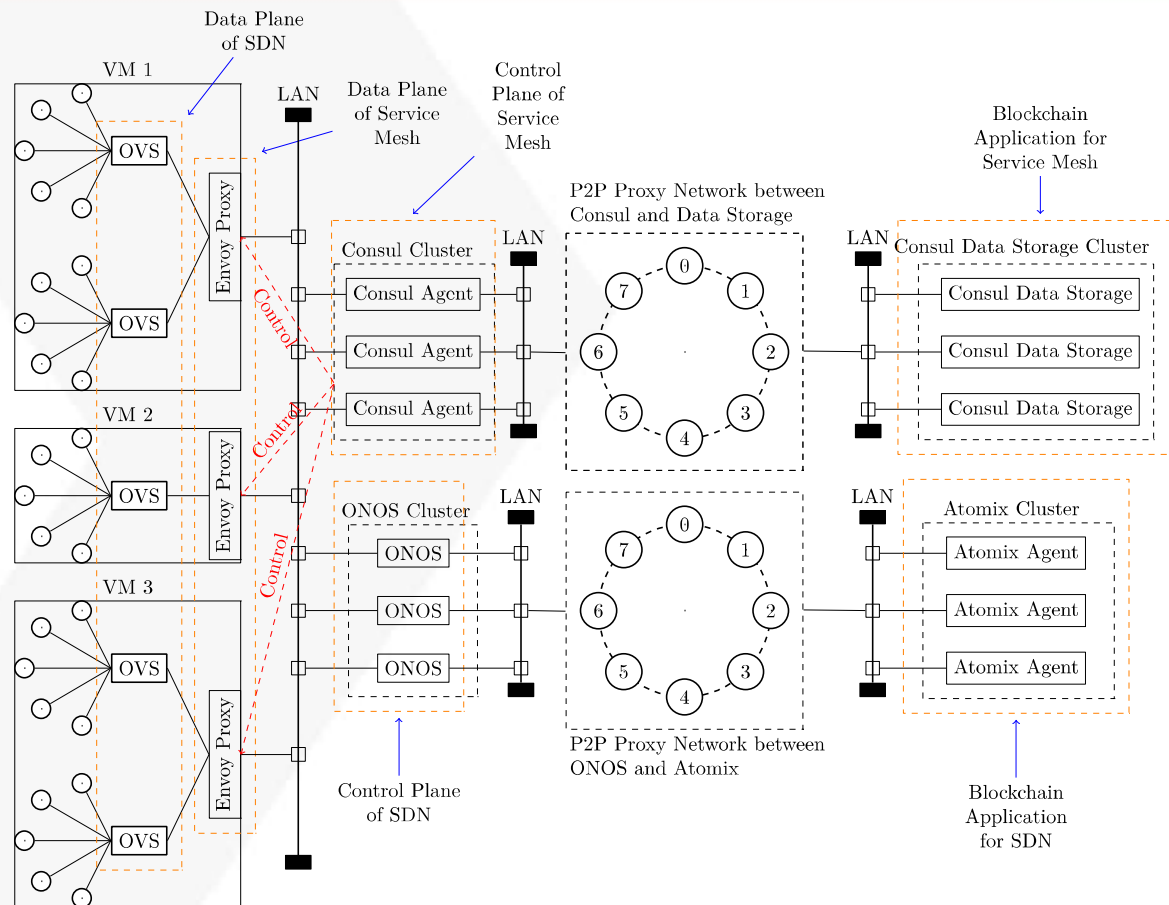 Data Plane
of SDN
VM 1
OVS
OVS
Envoy Proxy
LAN
Data Plane
of Service
Mesh
Control
Plane of
Service
Mesh
Blockchain
Application for
Service Mesh
VM 2
OVS
Envoy Proxy
VM 3
OVS
OVS
Envoy Proxy
Control
Control
Control
Consul Cluster
Consul Agent
Consul Agent
Consul Agent
LAN
P2P Proxy Network between
Consul and Data Storage
0
1
2
3
4
5
6
7
LAN
Consul Data Storage Cluster
Consul Data Storage
Consul Data Storage
Consul Data Storage
ONOS Cluster
ONOS
ONOS
ONOS
LAN
0
1
2
3
4
5
6
7
P2P Proxy Network between
ONOS and Atomix
LAN
Atomix Cluster
Atomix Agent
Atomix Agent
Atomix Agent
Control Plane
of SDN
Blockchain
Application
for SDN